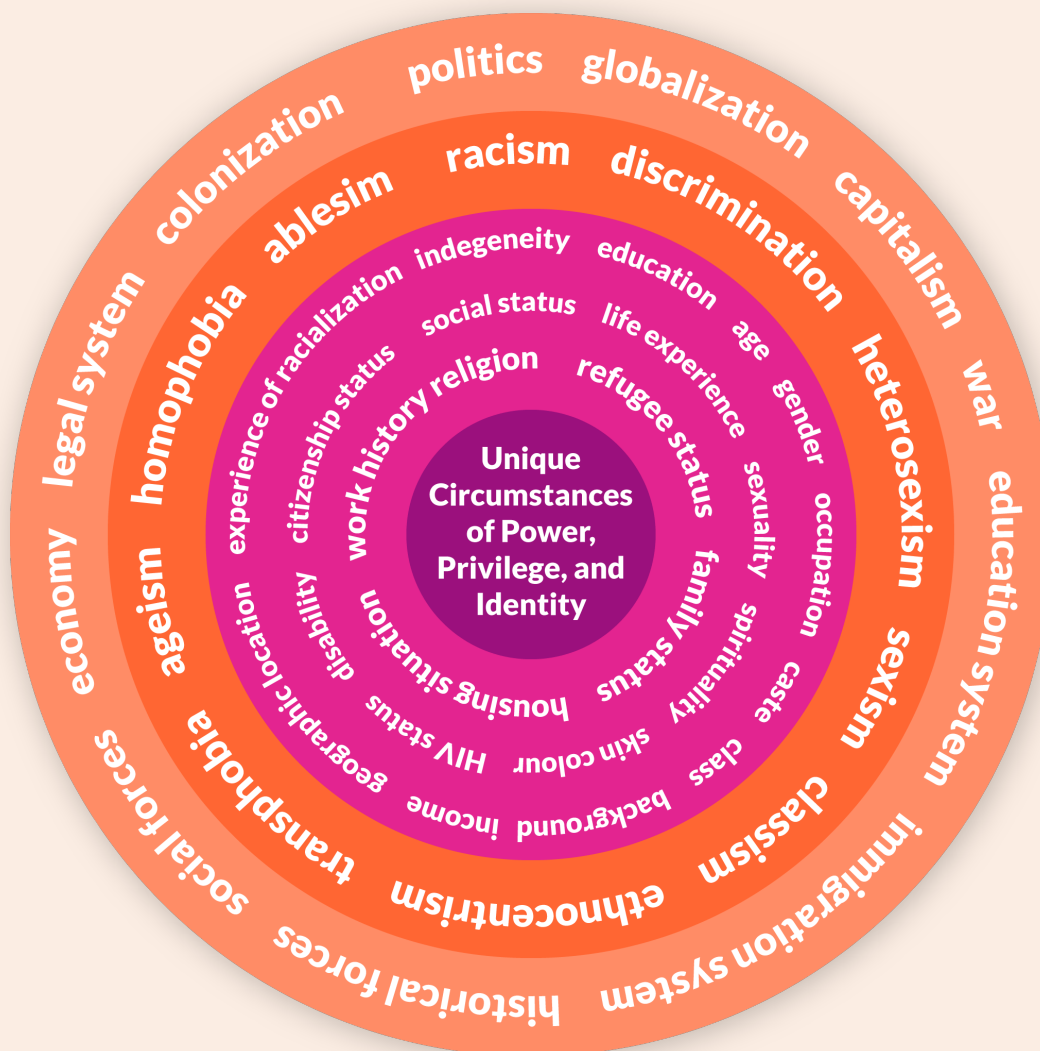 politics globalization capitalism war education system immigration system historical forces social forces economy legal system colonization
racism discrimination heterosexism sexism classism ethnocentrism transphobia ageism homophobia ablesim
indegeneity education age gender occupation caste class background income geographic location experience of racialization
social status life experience sexuality spirituality skin colour HIV status disability citizenship status
religion refugee status family status housing situation work history
Unique
Circumstances
of Power,
Privilege, and
Identity